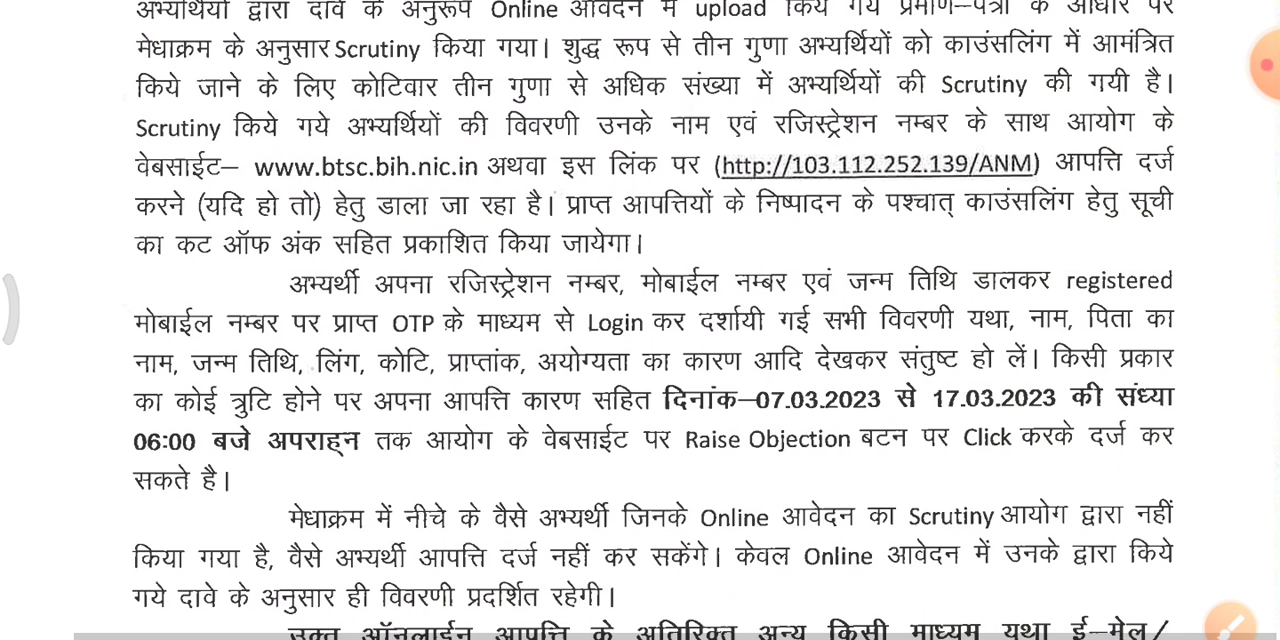 अभ्यर्थियों द्वारा दावे के अनुरूप Online आवेदन में upload किये गये प्रमाण–पत्रों के आधार पर
मेधाक्रम के अनुसार Scrutiny किया गया। शुद्ध रूप से तीन गुणा अभ्यर्थियों को काउंसलिंग में आमंत्रित
किये जाने के लिए कोटिवार तीन गुणा से अधिक संख्या में अभ्यर्थियों की Scrutiny की गयी है।
Scrutiny किये गये अभ्यर्थियों की विवरणी उनके नाम एवं रजिस्ट्रेशन नम्बर के साथ आयोग के
वेबसाईट– www.btsc.bih.nic.in अथवा इस लिंक पर (http://103.112.252.139/ANM) आपत्ति दर्ज
करने (यदि हो तो) हेतु डाला जा रहा है। प्राप्त आपत्तियों के निष्पादन के पश्चात् काउंसलिंग हेतु सूची
का कट ऑफ अंक सहित प्रकाशित किया जायेगा।
अभ्यर्थी अपना रजिस्ट्रेशन नम्बर, मोबाईल नम्बर एवं जन्म तिथि डालकर registered
मोबाईल नम्बर पर प्राप्त OTP के माध्यम से Login कर दर्शायी गई सभी विवरणी यथा, नाम, पिता का
नाम, जन्म तिथि, लिंग, कोटि, प्राप्तांक, अयोग्यता का कारण आदि देखकर संतुष्ट हो लें। किसी प्रकार
का कोई त्रुटि होने पर अपना आपत्ति कारण सहित दिनांक–07.03.2023 से 17.03.2023 की संध्या
06:00 बजे अपराह्न तक आयोग के वेबसाईट पर Raise Objection बटन पर Click करके दर्ज कर
सकते है।
मेधाक्रम में नीचे के वैसे अभ्यर्थी जिनके Online आवेदन का Scrutiny आयोग द्वारा नहीं
किया गया है, वैसे अभ्यर्थी आपत्ति दर्ज नहीं कर सकेंगे। केवल Online आवेदन में उनके द्वारा किये
गये दावे के अनुसार ही विवरणी प्रदर्शित रहेगी।
उक्त ऑनलाईन आपत्ति के अतिरिक्त अन्य किसी माध्यम यथा ई–मेल/